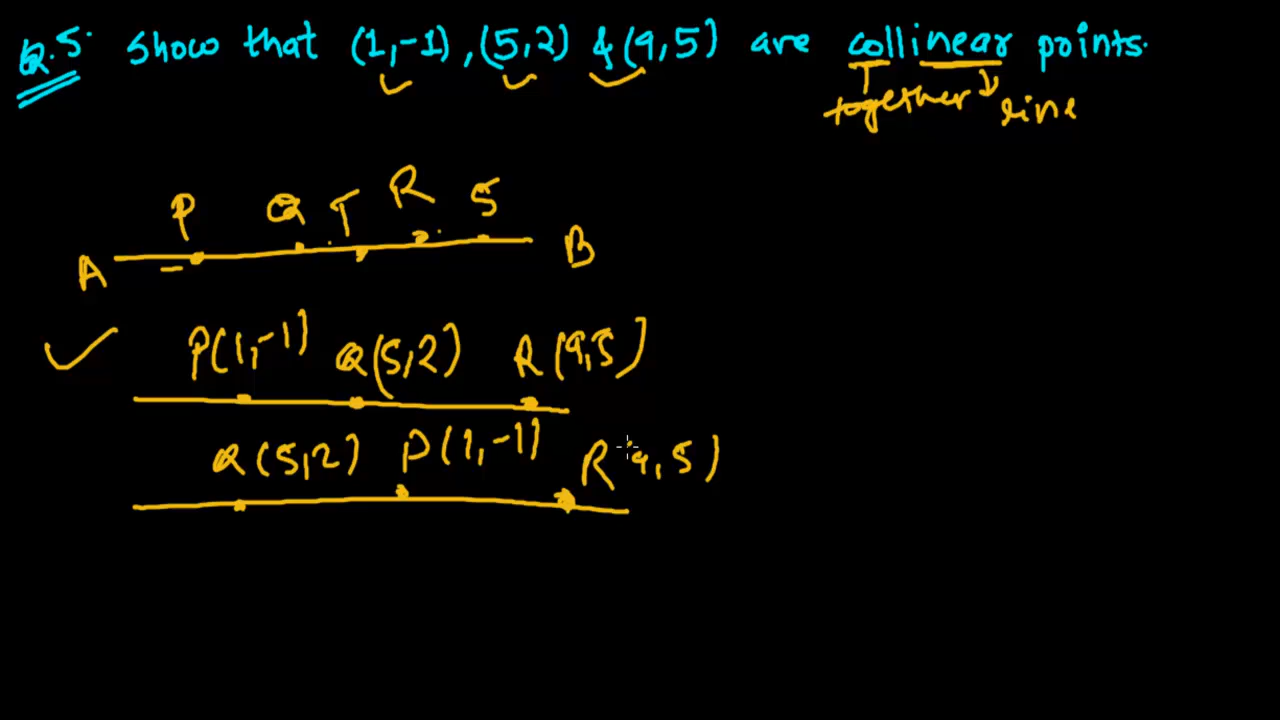 Q.5. Show that (1,-1), (5,2) & (9,5) are collinear points.
together line
P Q T R S
A B
P(1,-1) Q(5,2) R(9,5)
Q(5,2) P(1,-1) R(9,5)